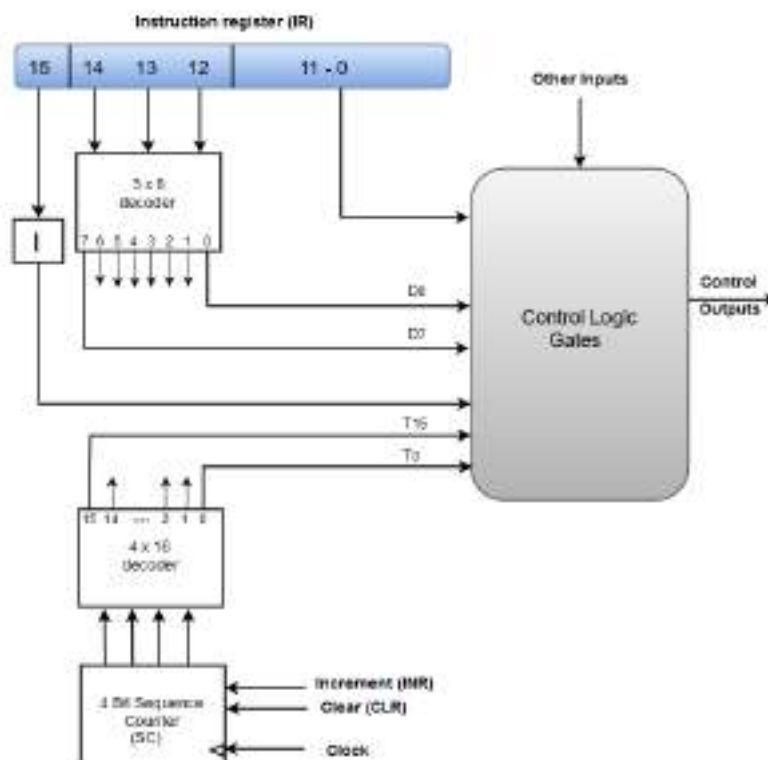 Instruction register (IR)
15 14 13 12 11 - 0
Other Inputs
3 x 8
decoder
I
7 6 5 4 3 2 1 0
D0
D7
Control Logic
Gates
Control
Outputs
T15
T0
15 14 .... 2 1 0
4 x 16
decoder
4 Bit Sequence
Counter
(SC)
Increment (INR)
Clear (CLR)
Clock